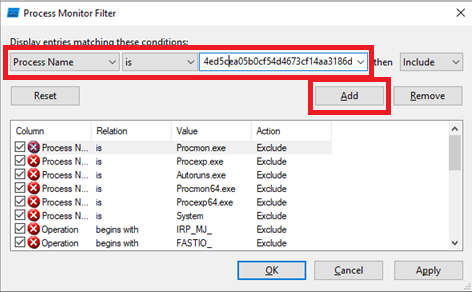 Process Monitor Filter
Display entries matching these conditions:
Process Name is 4ed5cea05b0cf54d4673cf14aa3186d then Include
Reset Add Remove
Column Relation Value Action
Process N... is Procmon.exe Exclude
Process N... is Procexp.exe Exclude
Process N... is Autoruns.exe Exclude
Process N... is Procmon64.exe Exclude
Process N... is Procexp64.exe Exclude
Process N... is System Exclude
Operation begins with IRP_MJ_ Exclude
Operation begins with FASTIO_ Exclude
OK Cancel Apply